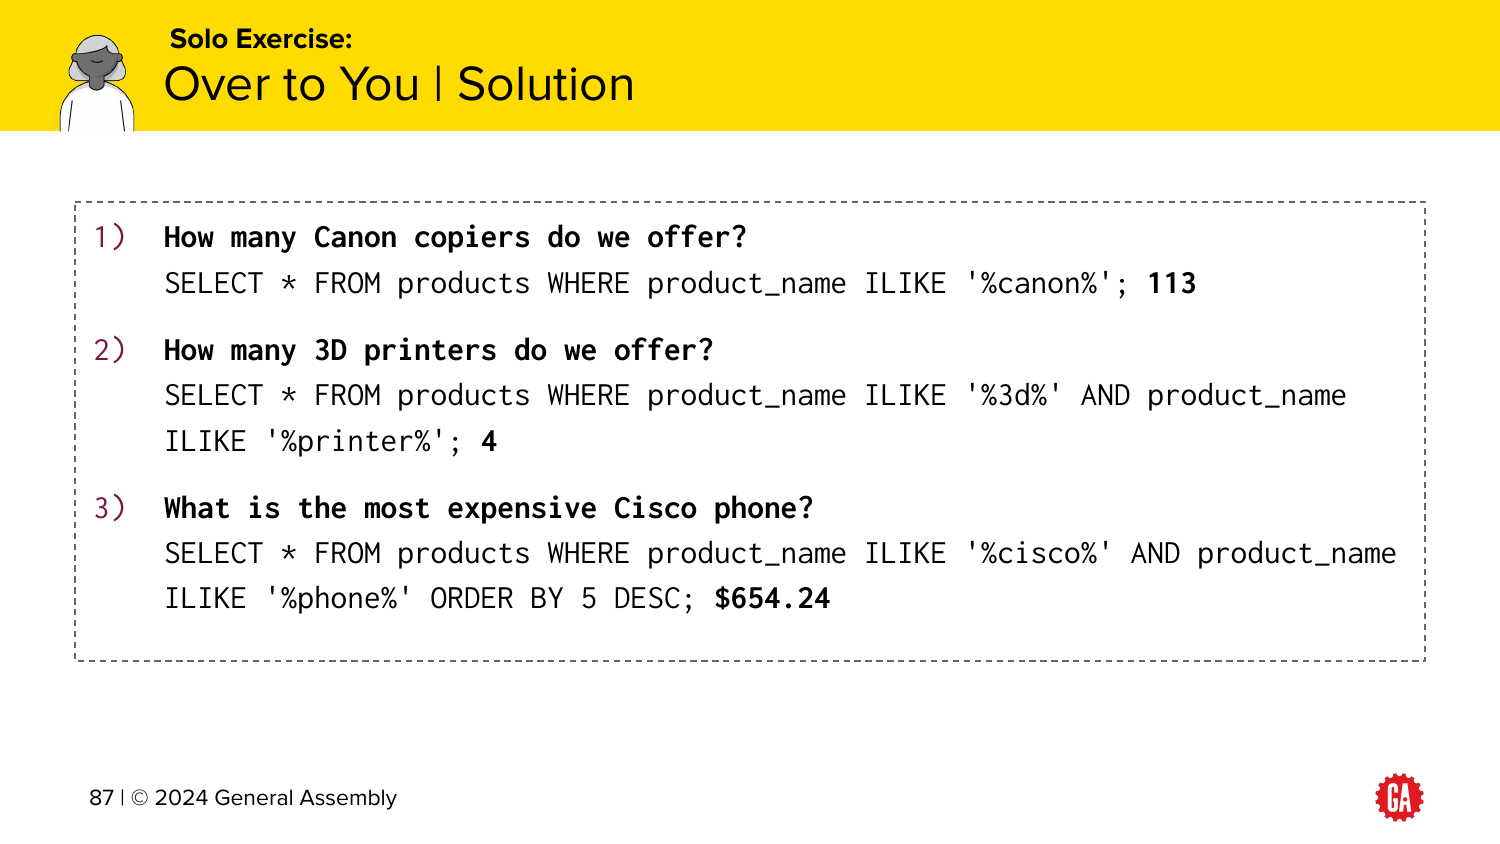 Solo Exercise:
Over to You | Solution
1) How many Canon copiers do we offer?
SELECT * FROM products WHERE product_name ILIKE '%canon%'; 113
2) How many 3D printers do we offer?
SELECT * FROM products WHERE product_name ILIKE '%3d%' AND product_name
ILIKE '%printer%'; 4
3) What is the most expensive Cisco phone?
SELECT * FROM products WHERE product_name ILIKE '%cisco%' AND product_name
ILIKE '%phone%' ORDER BY 5 DESC; $654.24
87 | © 2024 General Assembly
GA